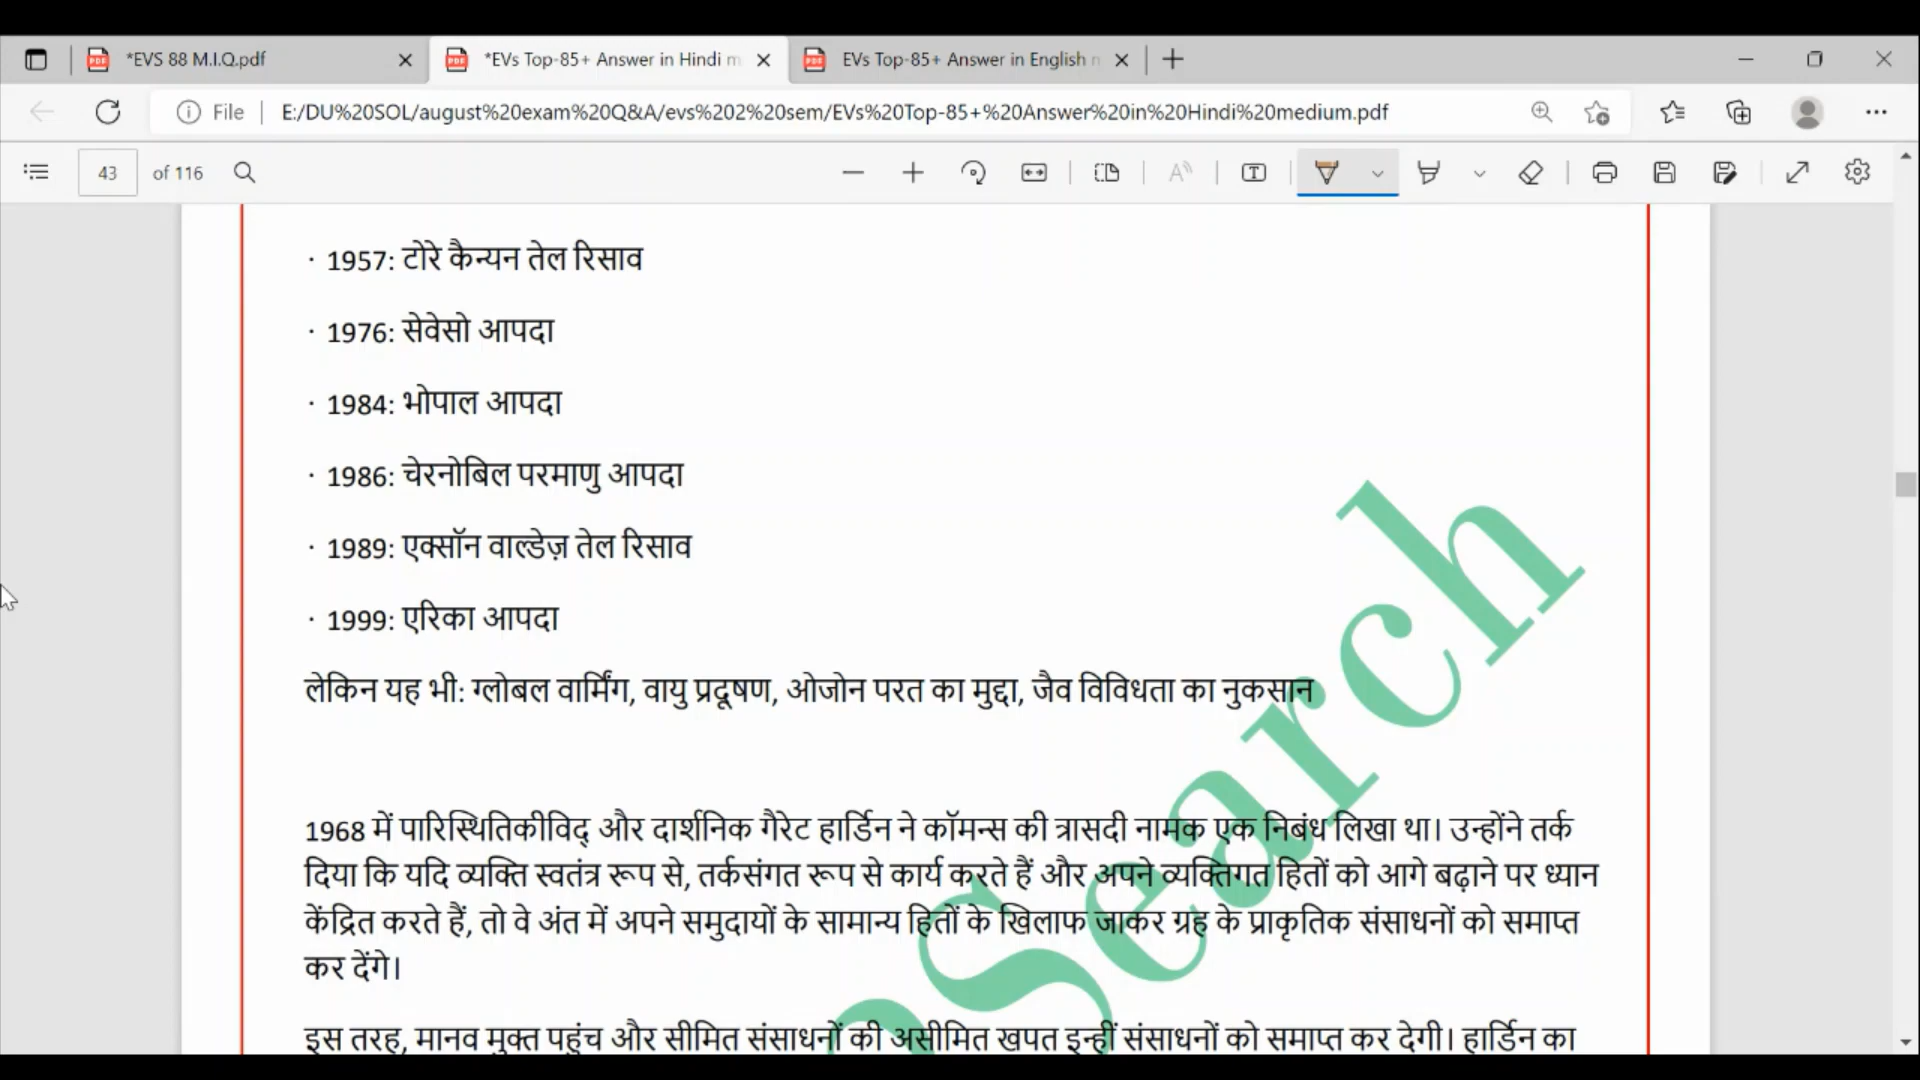 *EVS 88 M.I.Q.pdf
*EVs Top-85+ Answer in Hindi m
EVs Top-85+ Answer in English m
File
E:/DU%20SOL/august%20exam%20Q&A/evs%202%20sem/EVs%20Top-85+%20Answer%20in%20Hindi%20medium.pdf
43 of 116
· 1957: टोरे कैन्यन तेल रिसाव
· 1976: सेवेसो आपदा
· 1984: भोपाल आपदा
· 1986: चेरनोबिल परमाणु आपदा
· 1989: एक्सॉन वाल्डेज़ तेल रिसाव
· 1999: एरिका आपदा
लेकिन यह भी: ग्लोबल वार्मिंग, वायु प्रदूषण, ओजोन परत का मुद्दा, जैव विविधता का नुकसान
1968 में पारिस्थितिकीविद् और दार्शनिक गैरेट हार्डिन ने कॉमन्स की त्रासदी नामक एक निबंध लिखा था। उन्होंने तर्क
दिया कि यदि व्यक्ति स्वतंत्र रूप से, तर्कसंगत रूप से कार्य करते हैं और अपने व्यक्तिगत हितों को आगे बढ़ाने पर ध्यान
केंद्रित करते हैं, तो वे अंत में अपने समुदायों के सामान्य हितों के खिलाफ जाकर ग्रह के प्राकृतिक संसाधनों को समाप्त
कर देंगे।
इस तरह, मानव मुक्त पहुंच और सीमित संसाधनों की असीमित खपत इन्हीं संसाधनों को समाप्त कर देगी। हार्डिन का
Search